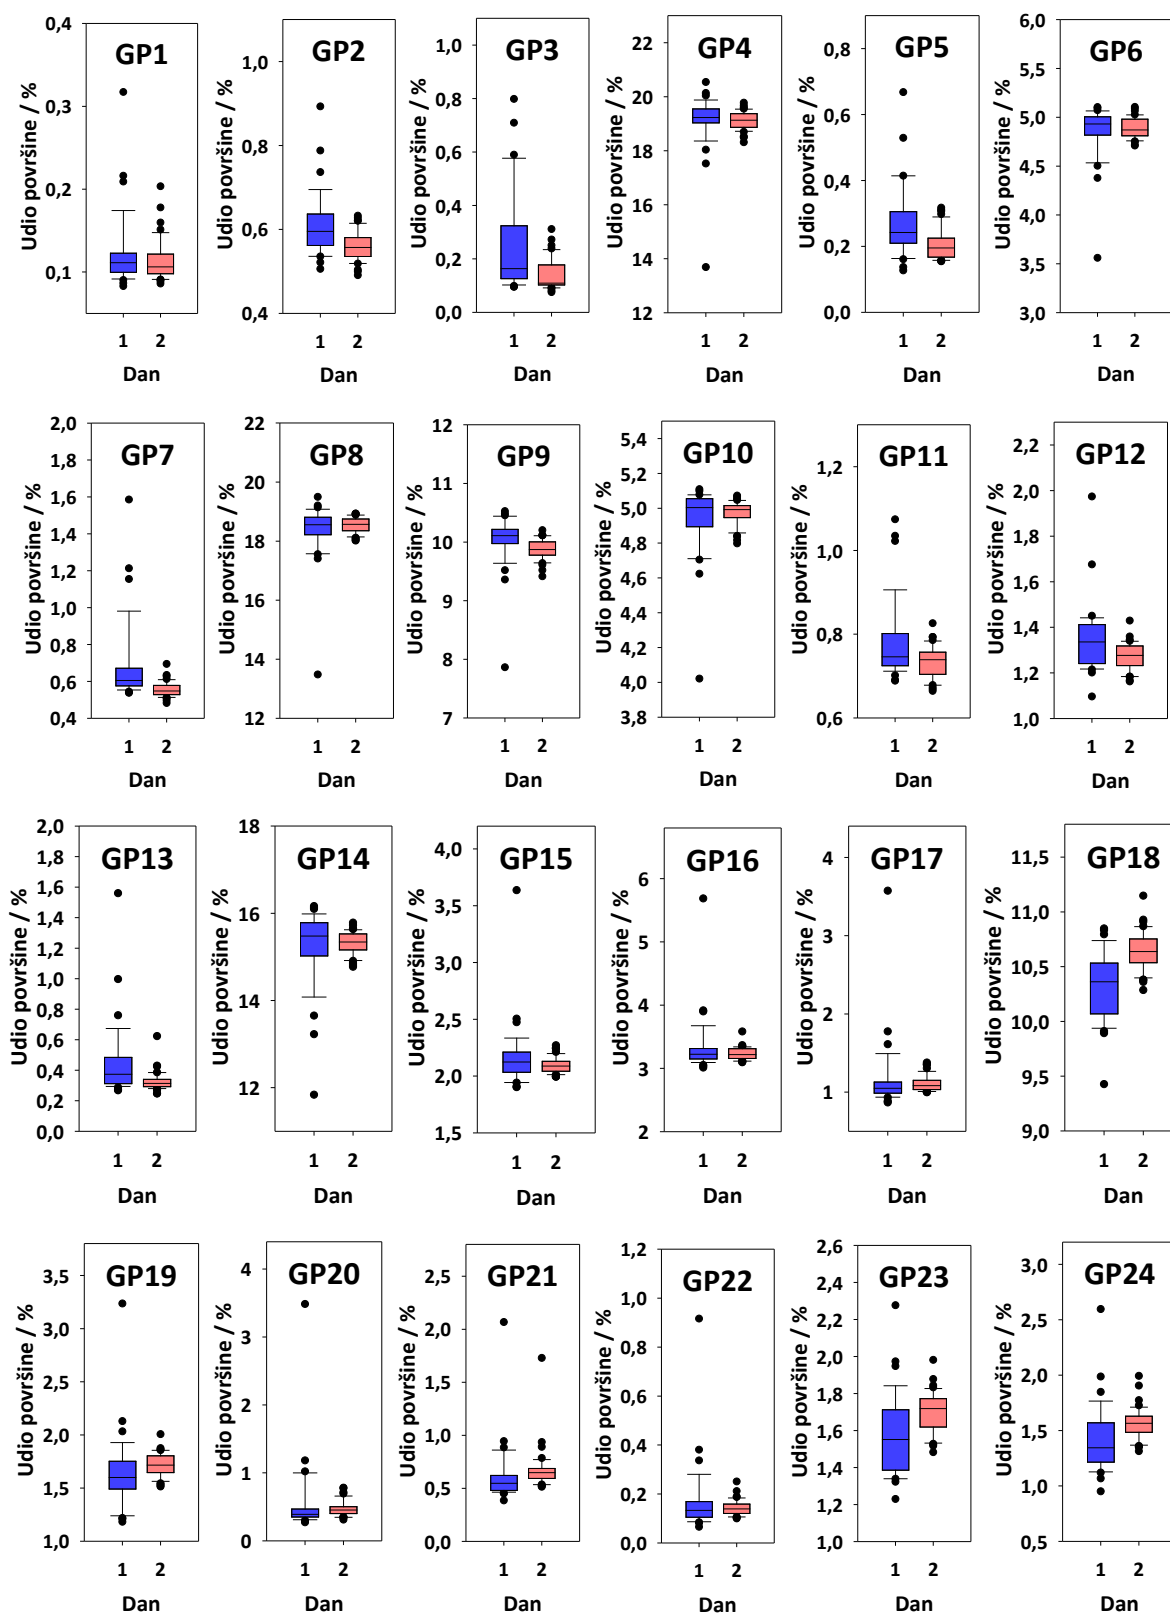 GP1
Udio površine / %
0,4
0,3
0,2
0,1
1 2
Dan
GP2
Udio površine / %
1,0
0,8
0,6
0,4
1 2
Dan
GP3
Udio površine / %
1,0
0,8
0,6
0,4
0,2
0,0
1 2
Dan
GP4
Udio površine / %
22
20
18
16
14
12
1 2
Dan
GP5
Udio površine / %
0,8
0,6
0,4
0,2
0,0
1 2
Dan
GP6
Udio površine / %
6,0
5,5
5,0
4,5
4,0
3,5
3,0
1 2
Dan
GP7
Udio površine / %
2,0
1,8
1,6
1,4
1,2
1,0
0,8
0,6
0,4
1 2
Dan
GP8
Udio površine / %
22
20
18
16
14
12
1 2
Dan
GP9
Udio površine / %
12
11
10
9
8
7
1 2
Dan
GP10
Udio površine / %
5,4
5,2
5,0
4,8
4,6
4,4
4,2
4,0
3,8
1 2
Dan
GP11
Udio površine / %
1,2
1,0
0,8
0,6
1 2
Dan
GP12
Udio površine / %
2,2
2,0
1,8
1,6
1,4
1,2
1,0
1 2
Dan
GP13
Udio površine / %
2,0
1,8
1,6
1,4
1,2
1,0
0,8
0,6
0,4
0,2
0,0
1 2
Dan
GP14
Udio površine / %
18
16
14
12
1 2
Dan
GP15
Udio površine / %
4,0
3,5
3,0
2,5
2,0
1,5
1 2
Dan
GP16
Udio površine / %
6
5
4
3
2
1 2
Dan
GP17
Udio površine / %
4
3
2
1
1 2
Dan
GP18
Udio površine / %
11,5
11,0
10,5
10,0
9,5
9,0
1 2
Dan
GP19
Udio površine / %
3,5
3,0
2,5
2,0
1,5
1,0
1 2
Dan
GP20
Udio površine / %
4
3
2
1
0
1 2
Dan
GP21
Udio površine / %
2,5
2,0
1,5
1,0
0,5
0,0
1 2
Dan
GP22
Udio površine / %
1,2
1,0
0,8
0,6
0,4
0,2
0,0
1 2
Dan
GP23
Udio površine / %
2,6
2,4
2,2
2,0
1,8
1,6
1,4
1,2
1,0
1 2
Dan
GP24
Udio površine / %
3,0
2,5
2,0
1,5
1,0
0,5
1 2
Dan